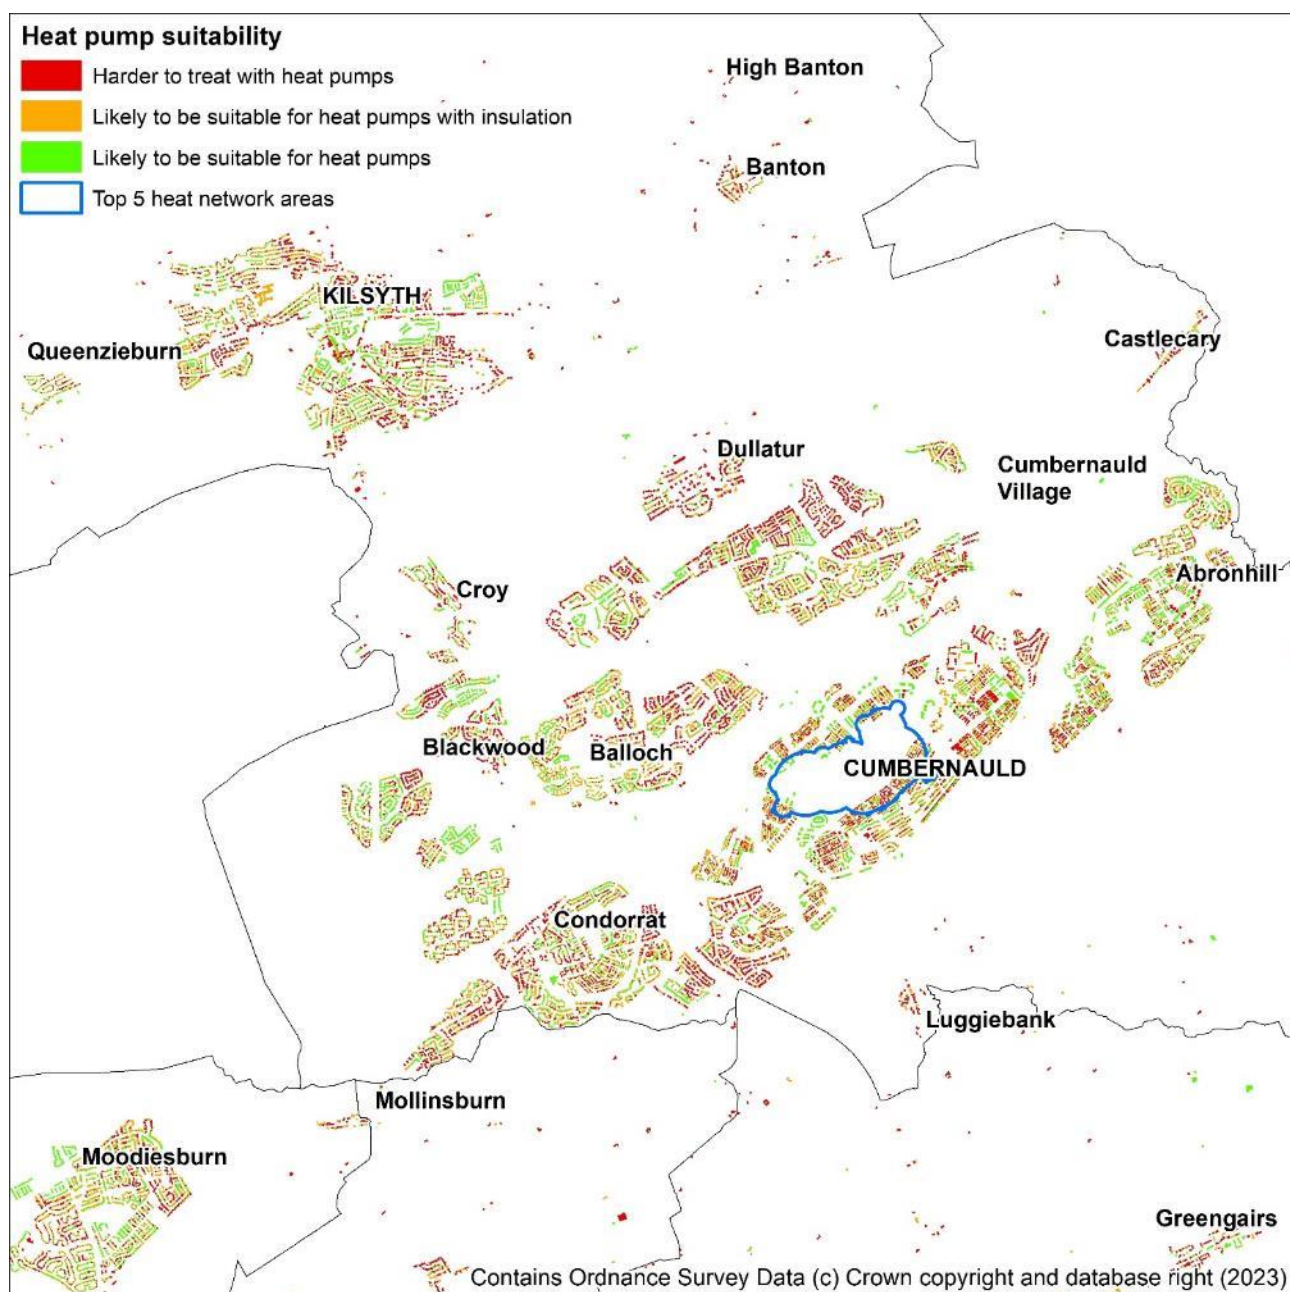 Heat pump suitability
Harder to treat with heat pumps
Likely to be suitable for heat pumps with insulation
Likely to be suitable for heat pumps
Top 5 heat network areas
High Banton
Banton
KILSYTH
Queenzieburn
Castlecary
Dullatur
Cumbernauld
Village
Abronhill
Croy
Blackwood
Balloch
CUMBERNAULD
Condorrat
Luggiebank
Mollinsburn
Moodiesburn
Greengairs
Contains Ordnance Survey Data (c) Crown copyright and database right (2023)